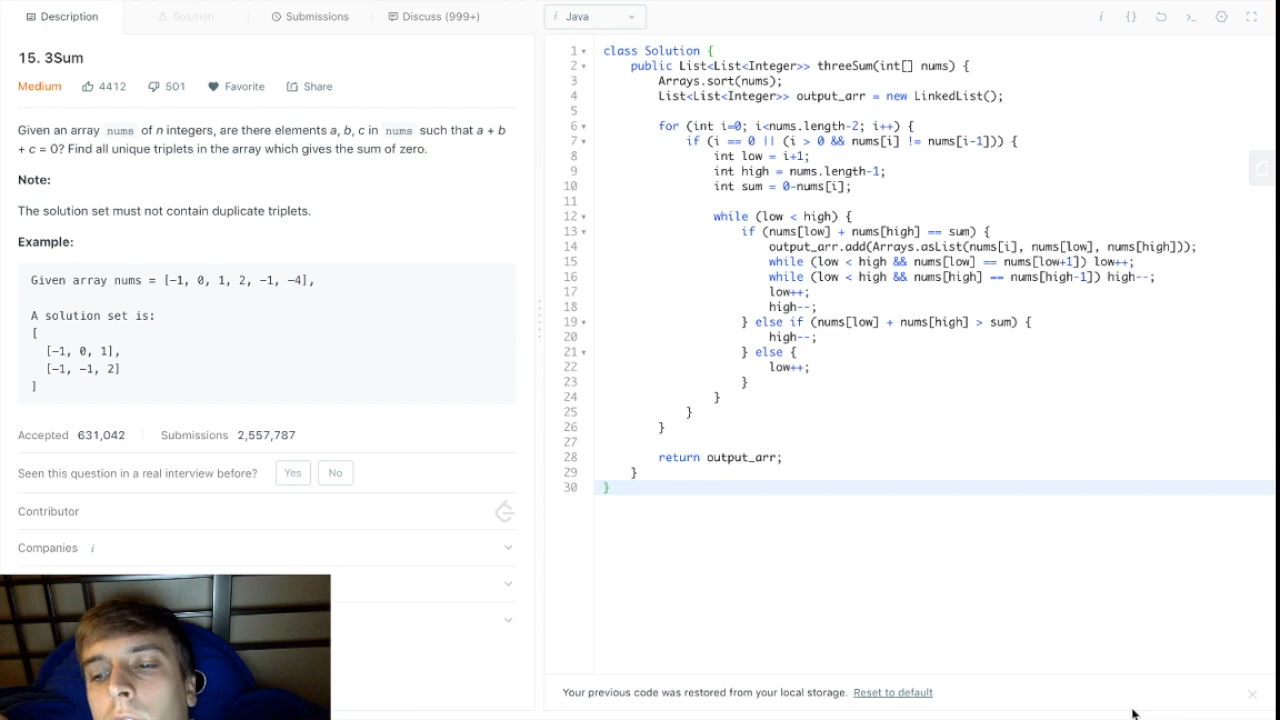 Description
Solution
Submissions
Discuss (999+)
i Java
15. 3Sum
Medium 4412 501 Favorite Share
Given an array nums of n integers, are there elements a, b, c in nums such that a + b
+ c = 0? Find all unique triplets in the array which gives the sum of zero.
Note:
The solution set must not contain duplicate triplets.
Example:
Given array nums = [-1, 0, 1, 2, -1, -4],
A solution set is:
[
[-1, 0, 1],
[-1, -1, 2]
]
Accepted 631,042 Submissions 2,557,787
Seen this question in a real interview before? Yes No
Contributor
Companies i
i {}
1 class Solution {
2 public List<List<Integer>> threeSum(int[] nums) {
3 Arrays.sort(nums);
4 List<List<Integer>> output_arr = new LinkedList();
5
6 for (int i=0; i<nums.length-2; i++) {
7 if (i == 0 || (i > 0 && nums[i] != nums[i-1])) {
8 int low = i+1;
9 int high = nums.length-1;
10 int sum = 0-nums[i];
11
12 while (low < high) {
13 if (nums[low] + nums[high] == sum) {
14 output_arr.add(Arrays.asList(nums[i], nums[low], nums[high]));
15 while (low < high && nums[low] == nums[low+1]) low++;
16 while (low < high && nums[high] == nums[high-1]) high--;
17 low++;
18 high--;
19 } else if (nums[low] + nums[high] > sum) {
20 high--;
21 } else {
22 low++;
23 }
24 }
25 }
26 }
27
28 return output_arr;
29 }
30 }
Your previous code was restored from your local storage. Reset to default